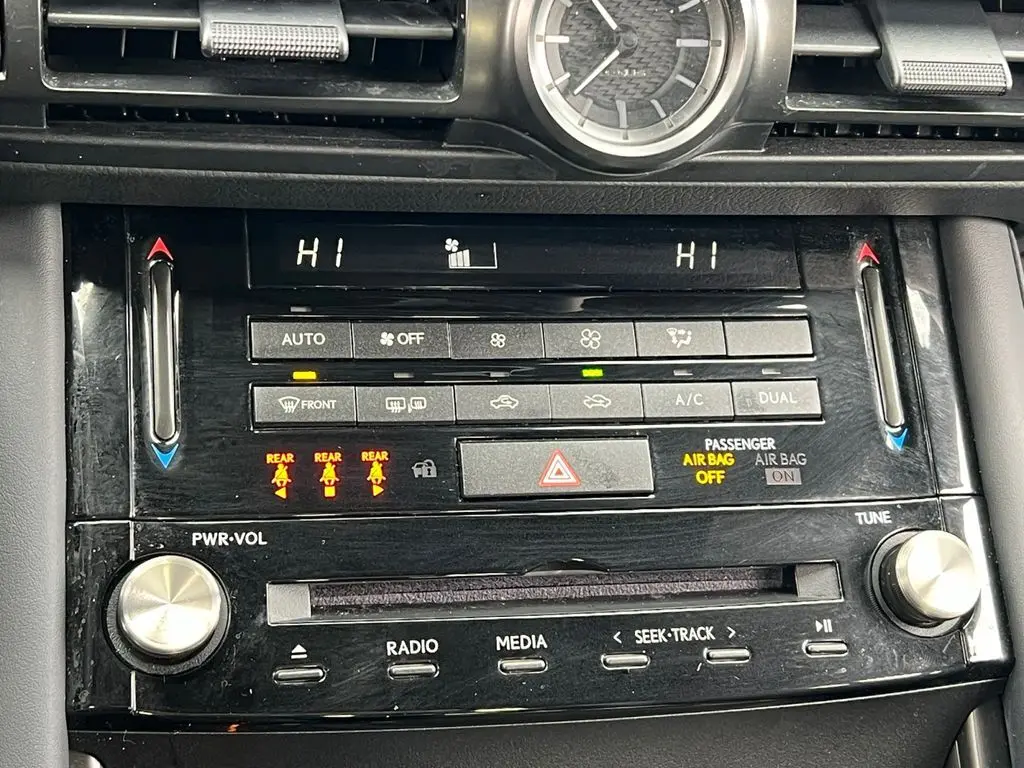 HI HI
AUTO OFF
FRONT A/C DUAL
REAR REAR REAR
PASSENGER
AIR BAG AIR BAG
OFF ON
PWR•VOL TUNE
RADIO MEDIA < SEEK•TRACK >